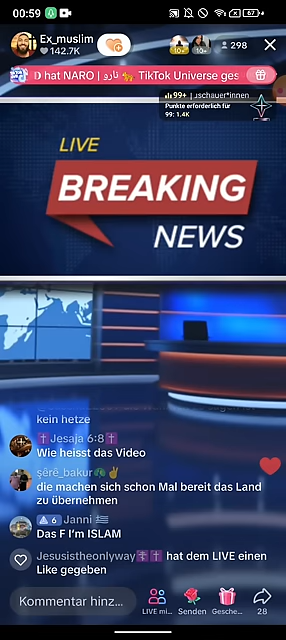 00:59
67
Ex_muslim
142.7K
10+ 10+ 298
D hat NARO | نارو TikTok Universe ges
99+ | uschauer*innen
Punkte erforderlich für
99: 1.4K
LIVE
BREAKING
NEWS
kein hetze
Jesaja 6:8
Wie heisst das Video
şêrê_bakur
die machen sich schon Mal bereit das Land
zu übernehmen
6 Janni
Das F I'm ISLAM
Jesusistheonlyway hat dem LIVE einen
Like gegeben
Kommentar hinz...
LIVE mi...
Senden
Gesche...
28